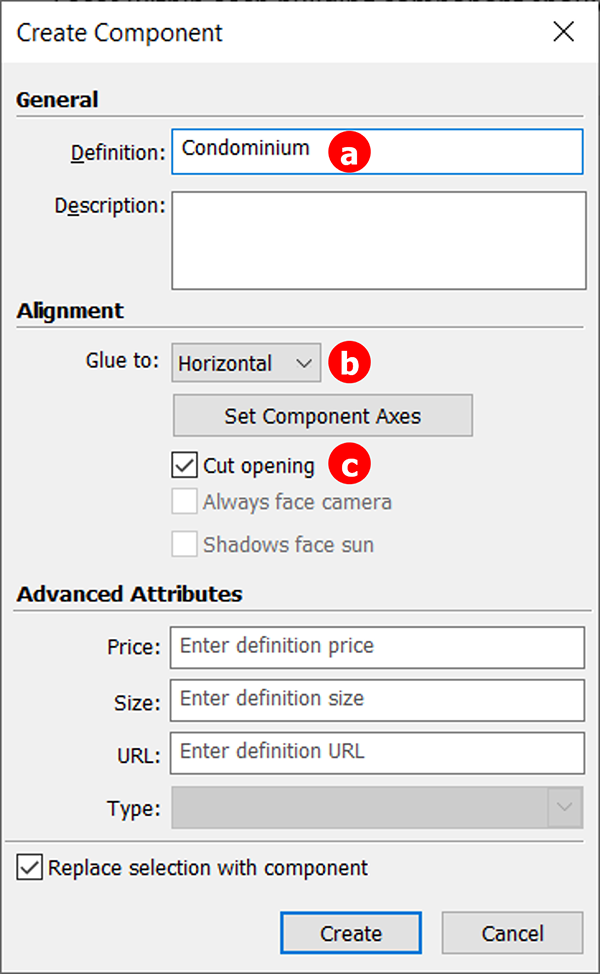 Create Component
General
Definition: Condominium a
Description:
Alignment
Glue to: Horizontal b
Set Component Axes
Cut opening c
Always face camera
Shadows face sun
Advanced Attributes
Price: Enter definition price
Size: Enter definition size
URL: Enter definition URL
Type:
Replace selection with component
Create Cancel